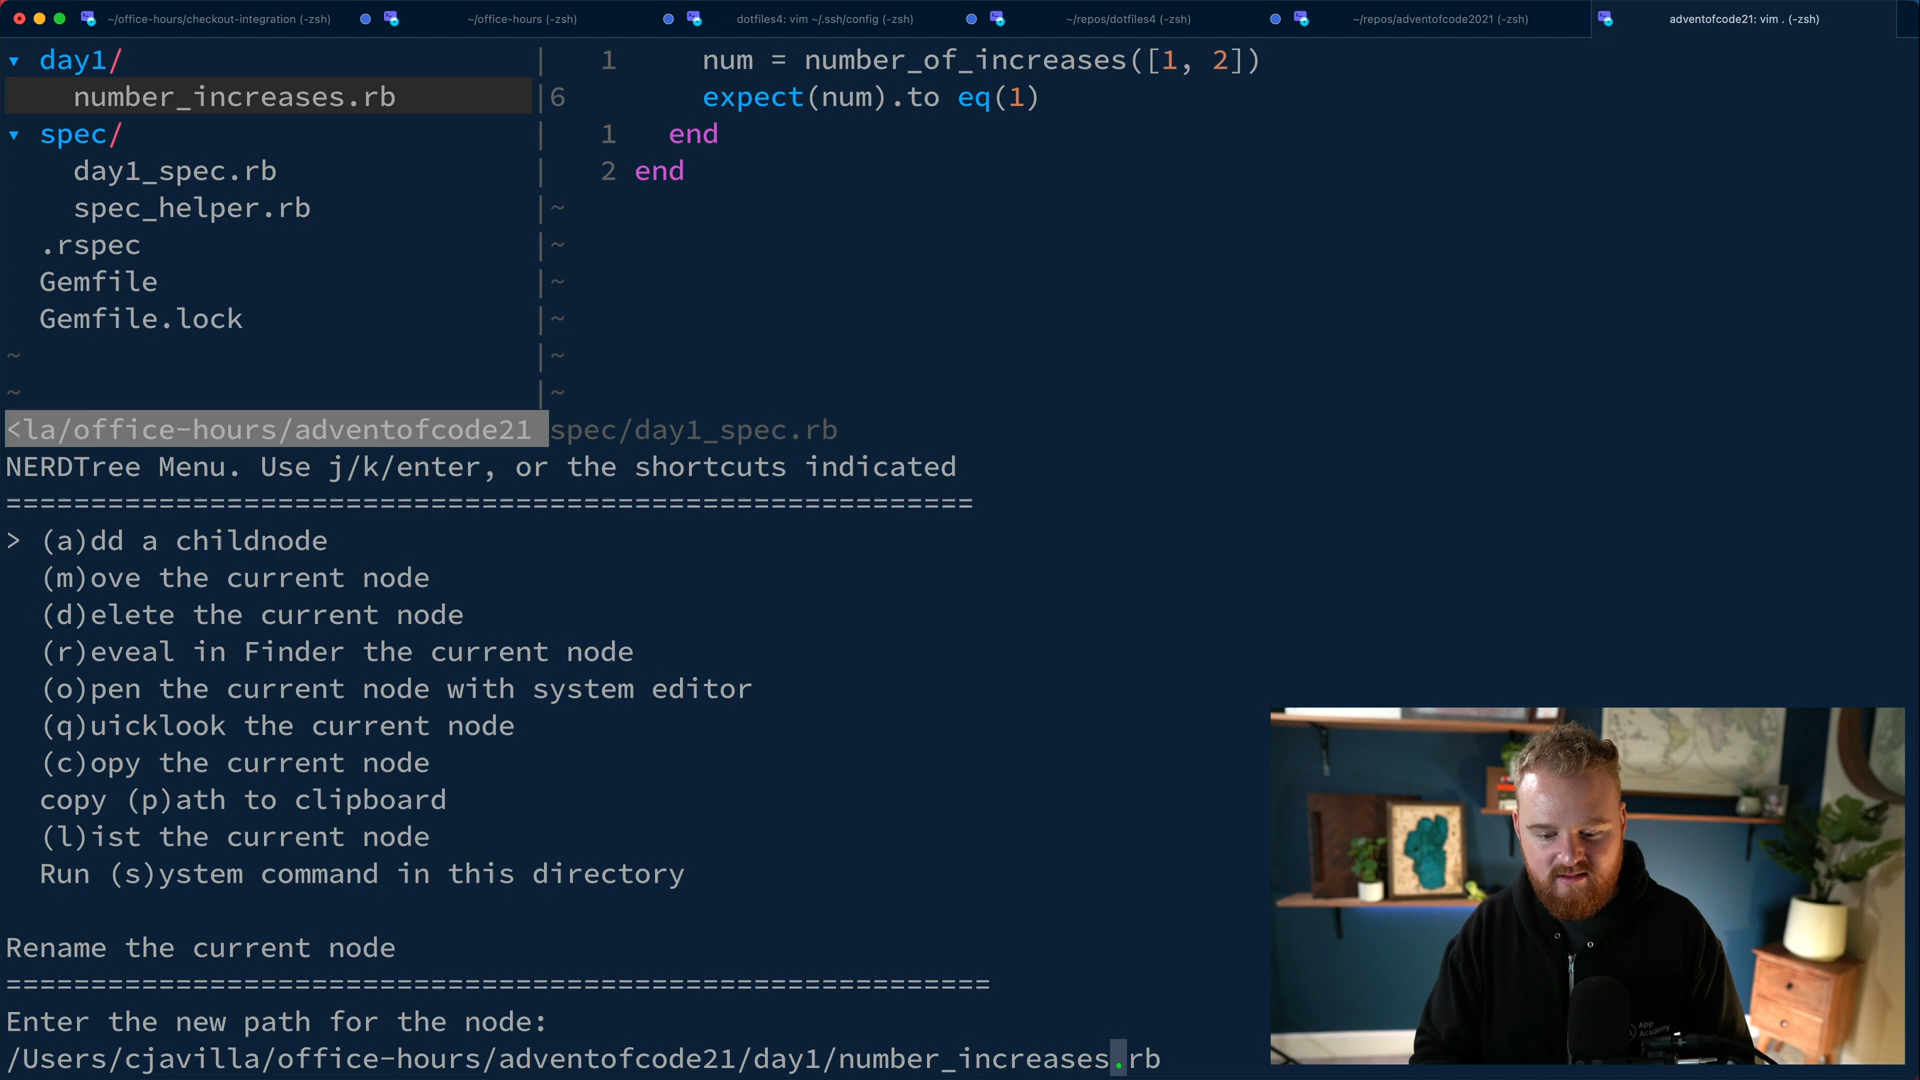 ~/office-hours/checkout-integration (-zsh)
~/office-hours (-zsh)
dotfiles4: vim ~/.ssh/config (-zsh)
~/repos/dotfiles4 (-zsh)
~/repos/adventofcode2021 (-zsh)
adventofcode21: vim . (-zsh)
▾ day1/
number_increases.rb
▾ spec/
day1_spec.rb
spec_helper.rb
.rspec
Gemfile
Gemfile.lock
~
~
<la/office-hours/adventofcode21
1 num = number_of_increases([1, 2])
6 expect(num).to eq(1)
1 end
2 end
~
~
~
~
~
~
spec/day1_spec.rb
NERDTree Menu. Use j/k/enter, or the shortcuts indicated
=========================================================
> (a)dd a childnode
(m)ove the current node
(d)elete the current node
(r)eveal in Finder the current node
(o)pen the current node with system editor
(q)uicklook the current node
(c)opy the current node
copy (p)ath to clipboard
(l)ist the current node
Run (s)ystem command in this directory
Rename the current node
==========================================================
Enter the new path for the node:
/Users/cjavilla/office-hours/adventofcode21/day1/number_increases.rb
App
Academy